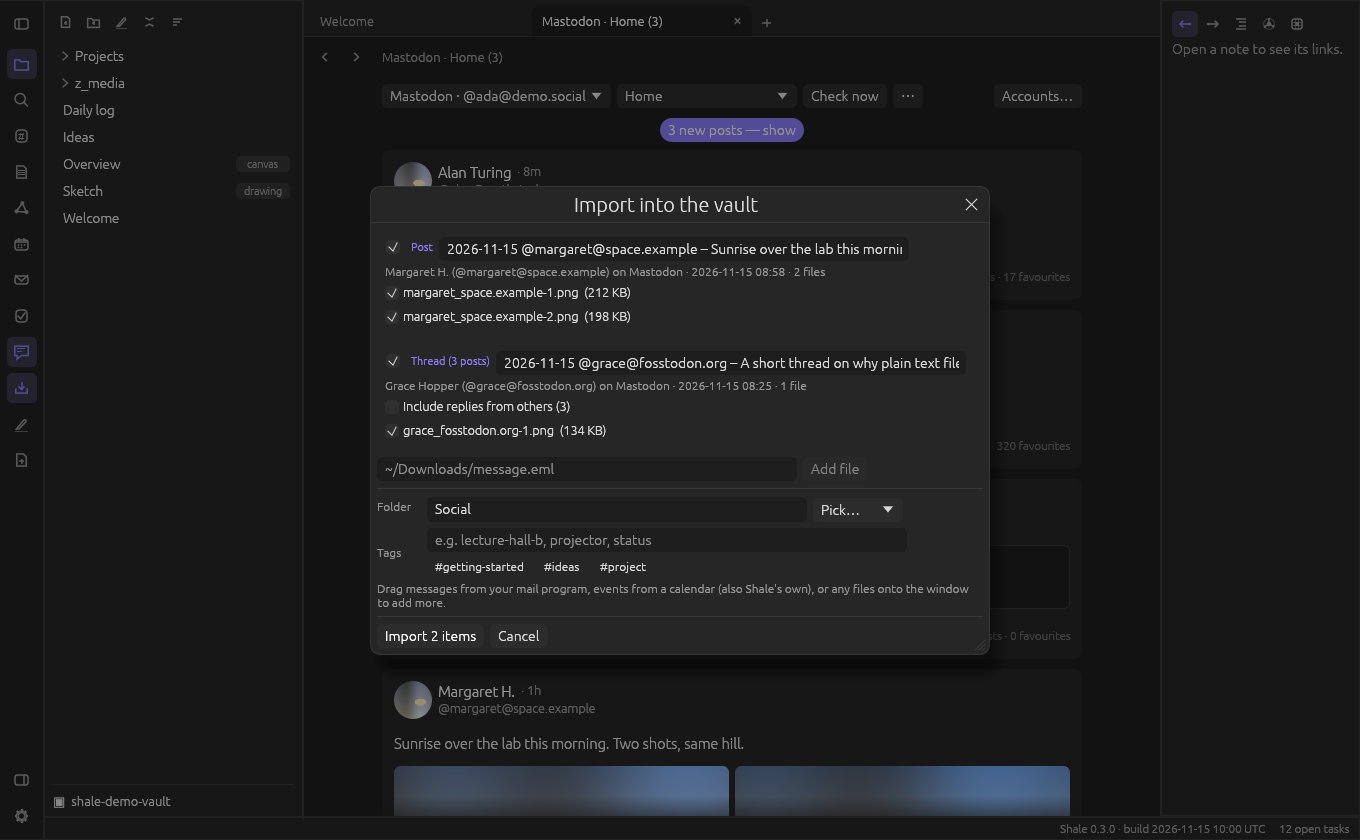 Welcome
Mastodon · Home (3)
Projects
z_media
Daily log
Ideas
Overview canvas
Sketch drawing
Welcome
shale-demo-vault
Mastodon · Home (3)
Mastodon · @ada@demo.social Home Check now ··· Accounts…
3 new posts — show
Alan Turing · 8m
17 favourites
320 favourites
0 favourites
Import into the vault
Post 2026-11-15 @margaret@space.example – Sunrise over the lab this
Margaret H. (@margaret@space.example) on Mastodon · 2026-11-15 08:58 · 2 files
margaret_space.example-1.png (212 KB)
margaret_space.example-2.png (198 KB)
Thread (3 posts) 2026-11-15 @grace@fosstodon.org – A short thread on why plain text
Grace Hopper (@grace@fosstodon.org) on Mastodon · 2026-11-15 08:25 · 1 file
Include replies from others (3)
grace_fosstodon.org-1.png (134 KB)
~/Downloads/message.eml Add file
Folder Social Pick…
Tags e.g. lecture-hall-b, projector, status
#getting-started #ideas #project
Drag messages from your mail program, events from a calendar (also Shale's own), or any files onto the window
to add more.
Import 2 items Cancel
Margaret H. · 1h
@margaret@space.example
Sunrise over the lab this morning. Two shots, same hill.
Open a note to see its links.
Shale 0.3.0 · build 2026-11-15 10:00 UTC 12 open tasks